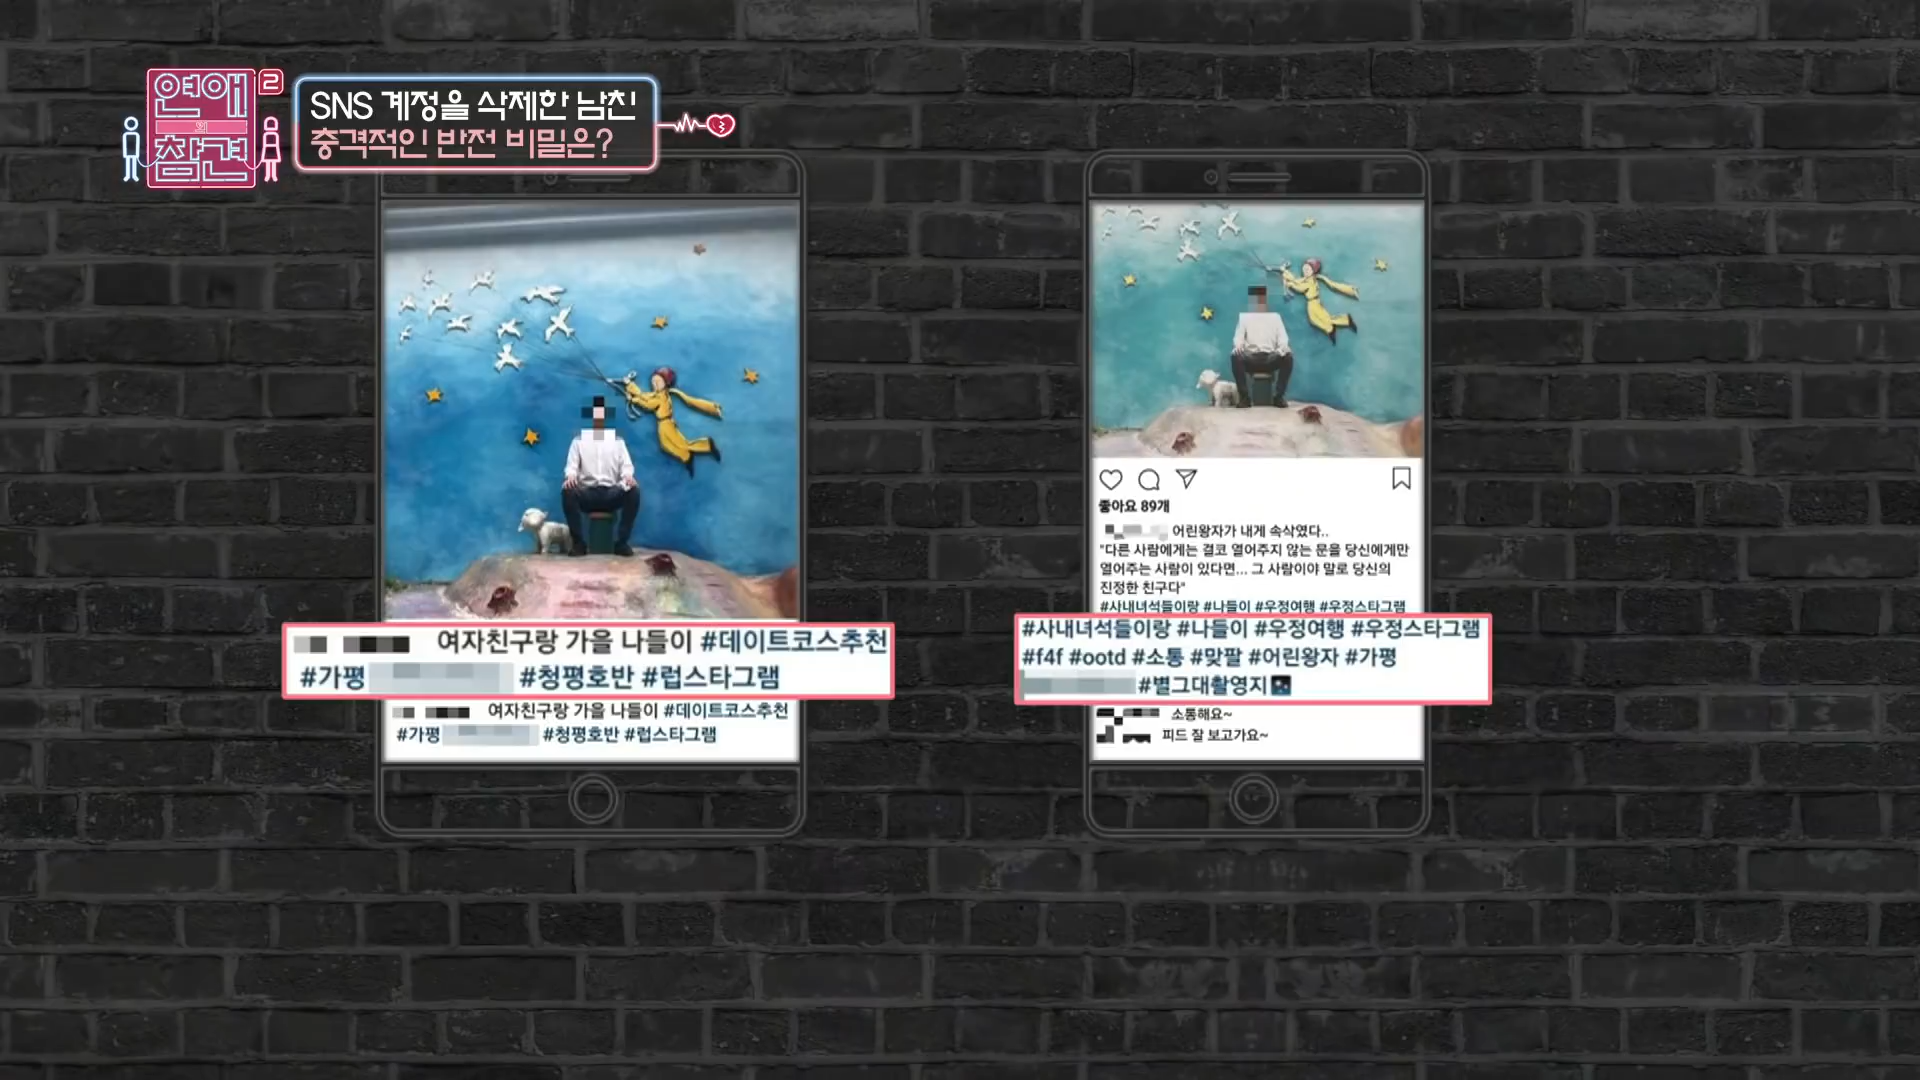 연애의 참견 2
SNS 계정을 삭제한 남친
충격적인 반전 비밀은?
여자친구랑 가을 나들이 #데이트코스추천
#가평 #청평호반 #럽스타그램
여자친구랑 가을 나들이 #데이트코스추천
#가평 #청평호반 #럽스타그램
좋아요 89개
어린왕자가 내게 속삭였다..
"다른 사람에게는 결코 열어주지 않는 문을 당신에게만
열어주는 사람이 있다면... 그 사람이야 말로 당신의
진정한 친구다"
#사내녀석들이랑 #나들이 #우정여행 #우정스타그램
#사내녀석들이랑 #나들이 #우정여행 #우정스타그램
#f4f #ootd #소통 #맞팔 #어린왕자 #가평
#별그대촬영지
소통해요~
피드 잘 보고가요~